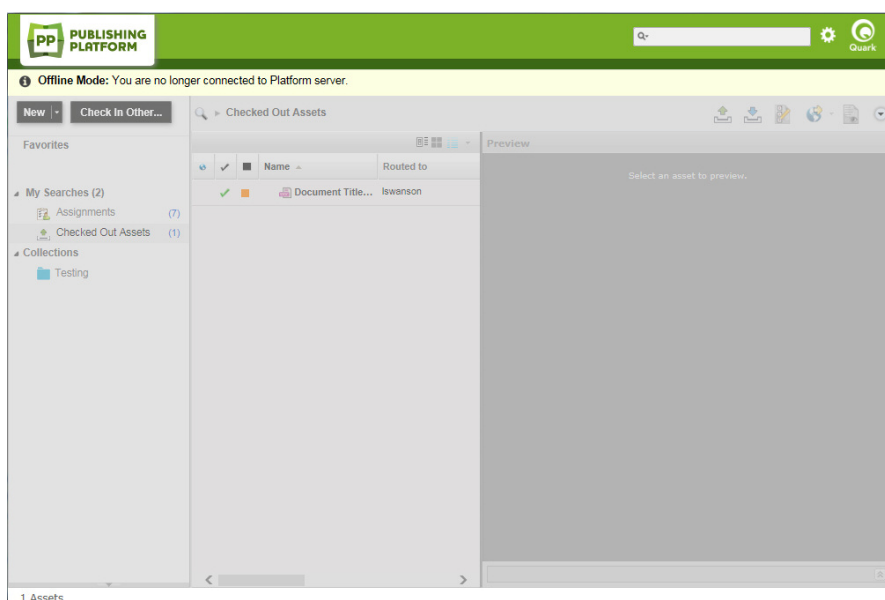 PP PUBLISHING
PLATFORM
Quark
Offline Mode: You are no longer connected to Platform server.
New Check In Other...
Checked Out Assets
Favorites
Preview
Name Routed to
Select an asset to preview.
My Searches (2)
Document Title... lswanson
Assignments (7)
Checked Out Assets (1)
Collections
Testing
1 Assets